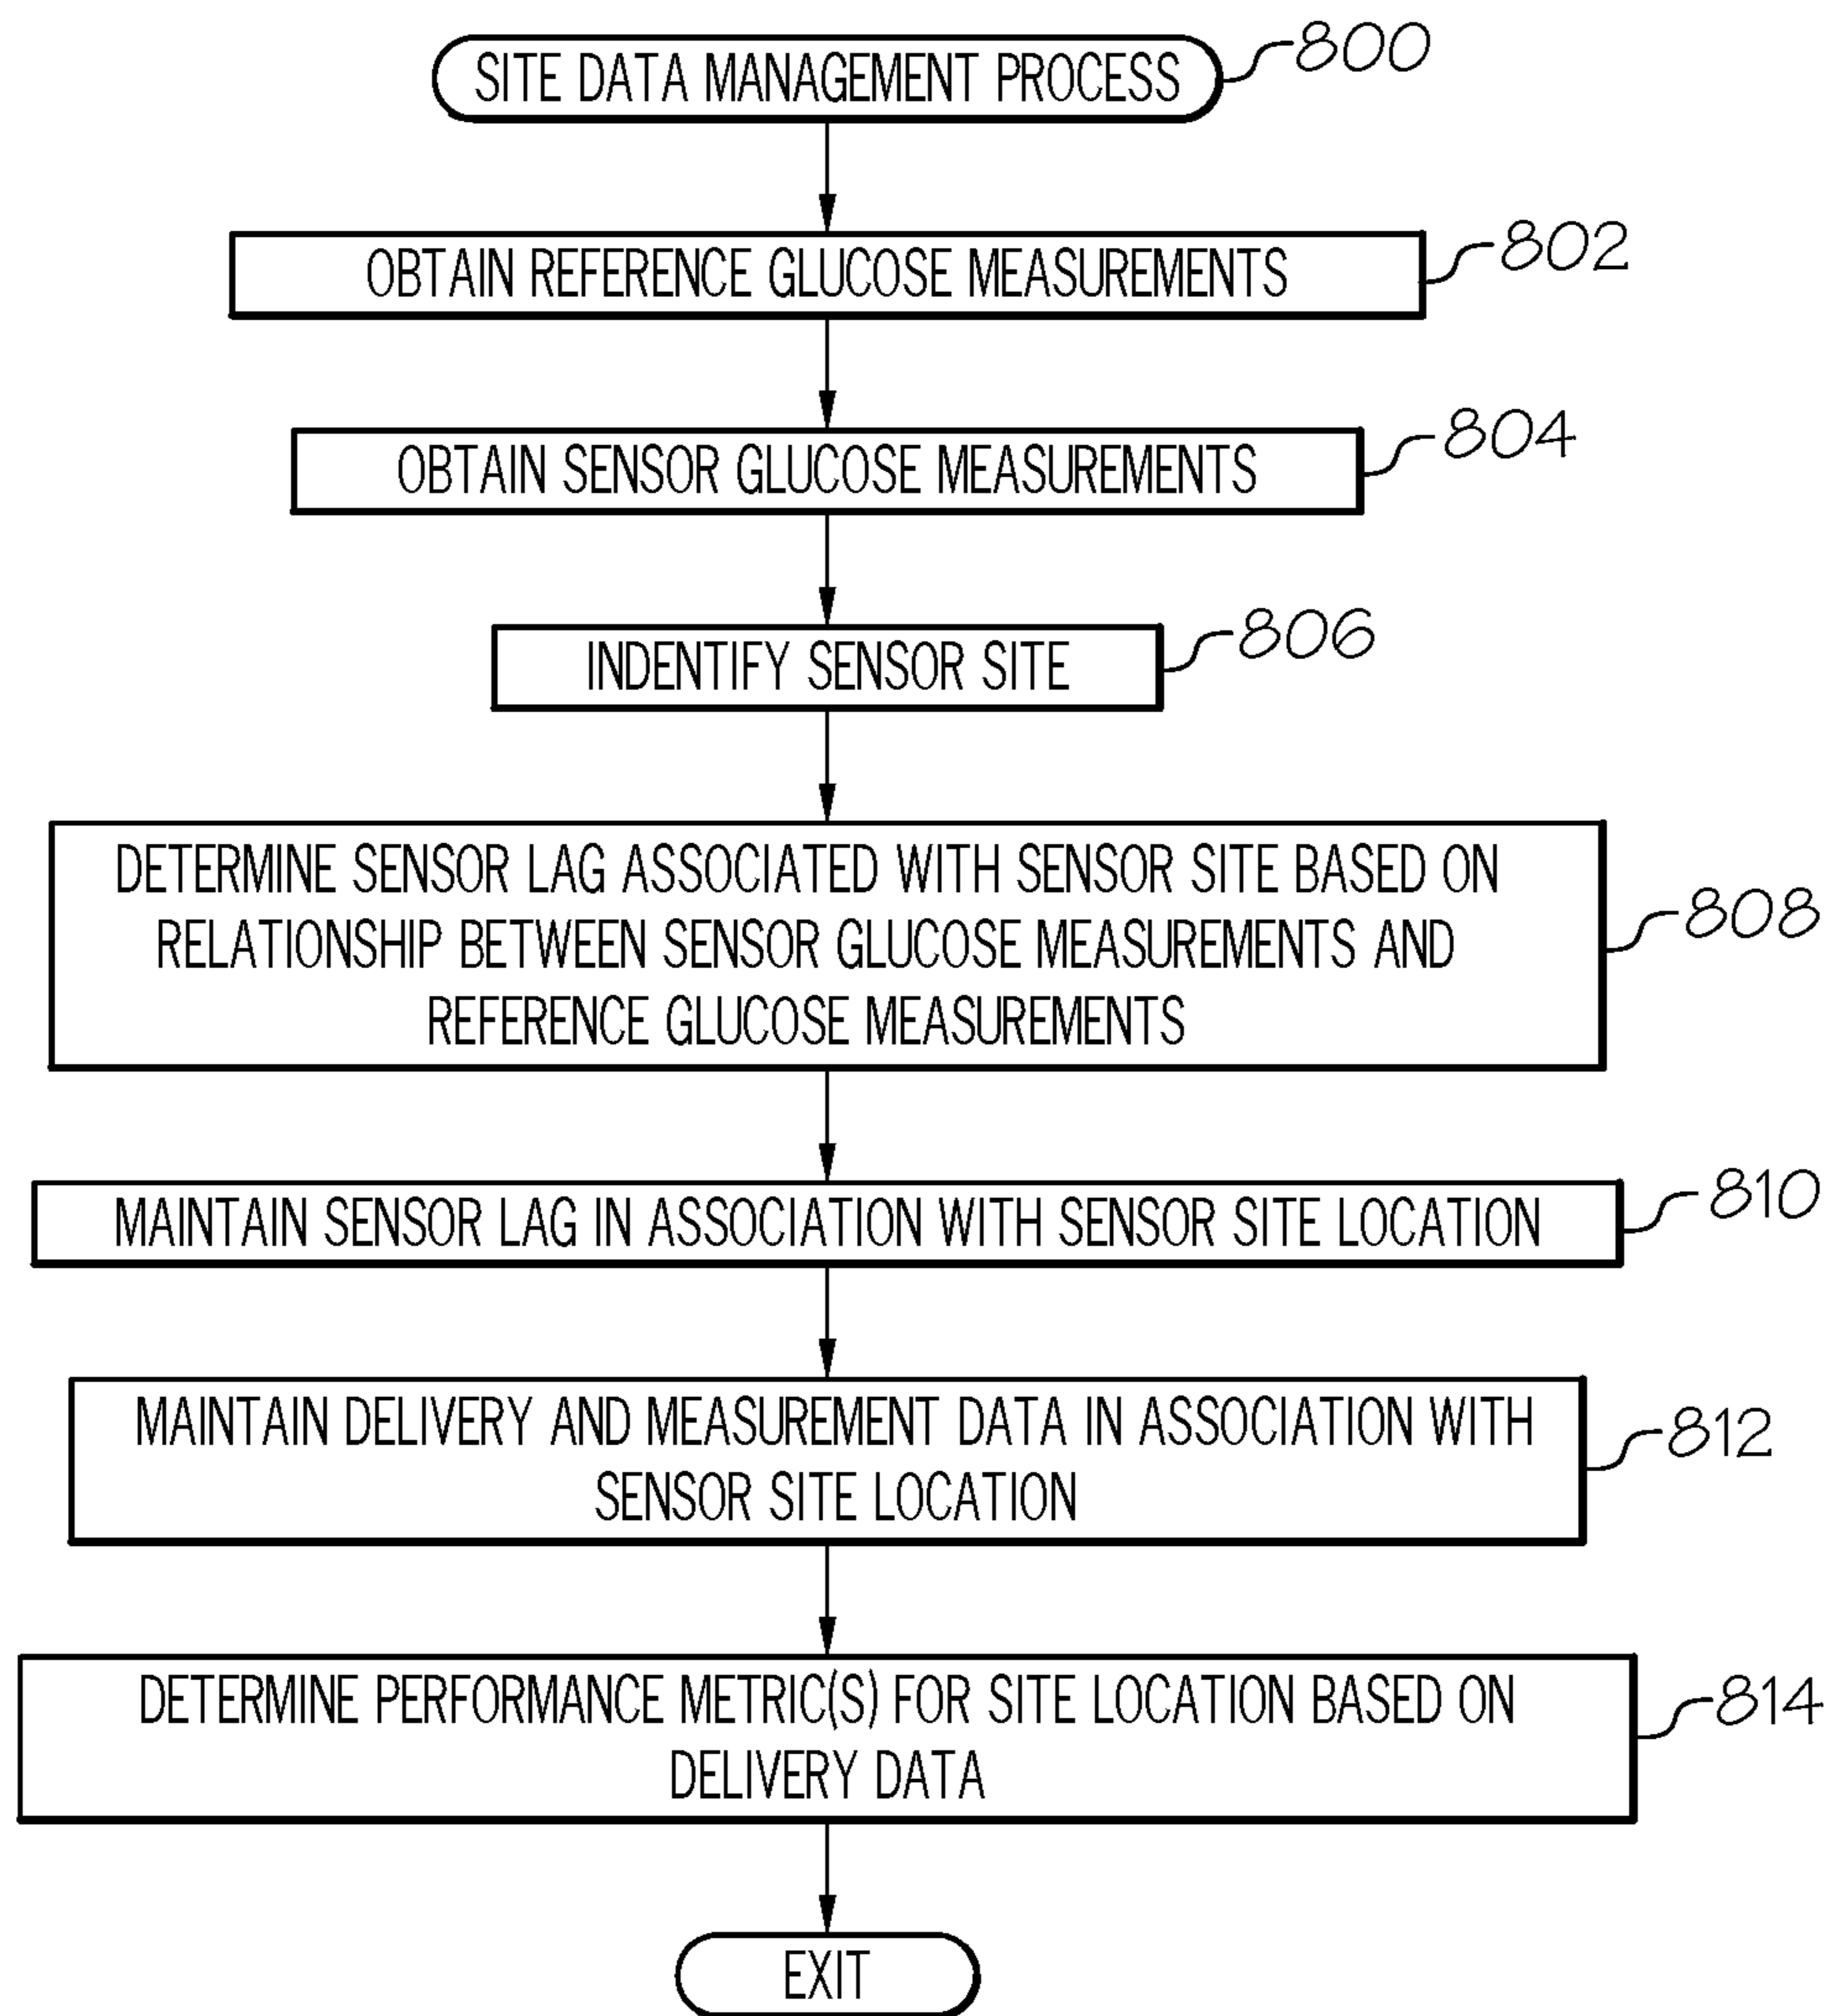 SITE DATA MANAGEMENT PROCESS
800
OBTAIN REFERENCE GLUCOSE MEASUREMENTS
802
OBTAIN SENSOR GLUCOSE MEASUREMENTS
804
INDENTIFY SENSOR SITE
806
DETERMINE SENSOR LAG ASSOCIATED WITH SENSOR SITE BASED ON
RELATIONSHIP BETWEEN SENSOR GLUCOSE MEASUREMENTS AND
REFERENCE GLUCOSE MEASUREMENTS
808
MAINTAIN SENSOR LAG IN ASSOCIATION WITH SENSOR SITE LOCATION
810
MAINTAIN DELIVERY AND MEASUREMENT DATA IN ASSOCIATION WITH
SENSOR SITE LOCATION
812
DETERMINE PERFORMANCE METRIC(S) FOR SITE LOCATION BASED ON
DELIVERY DATA
814
EXIT